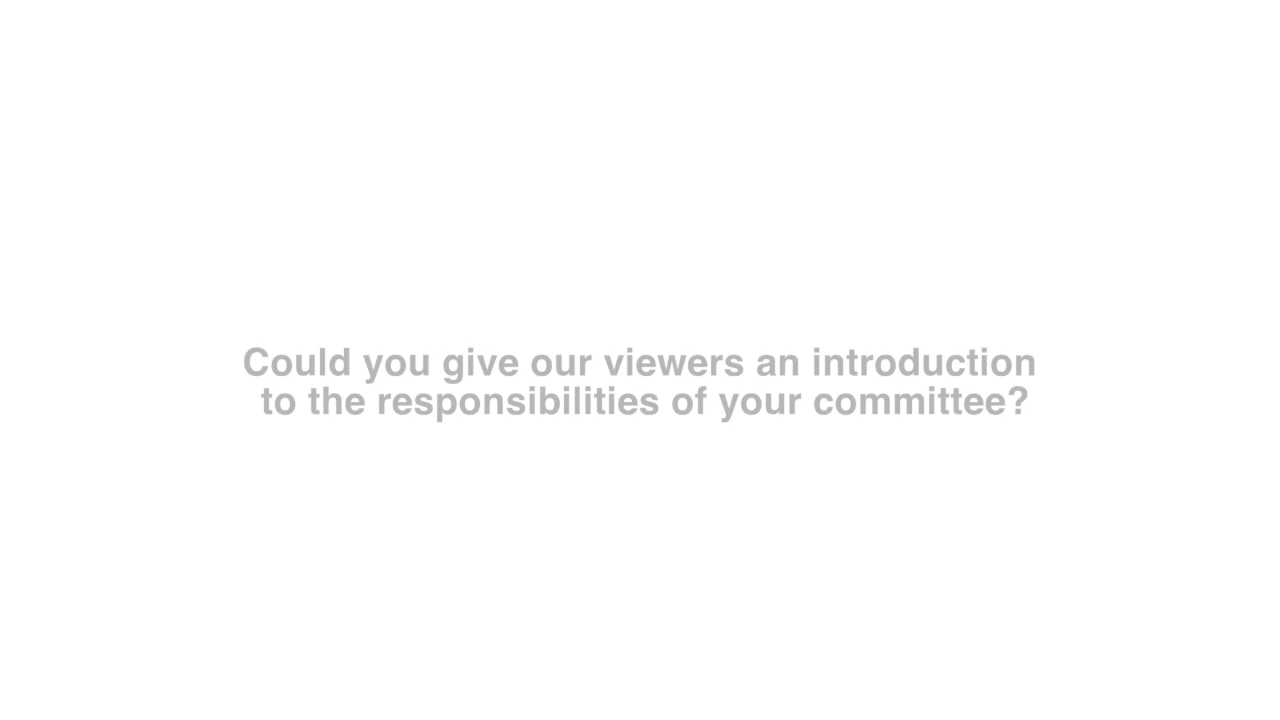 Could you give our viewers an introduction
to the responsibilities of your committee?